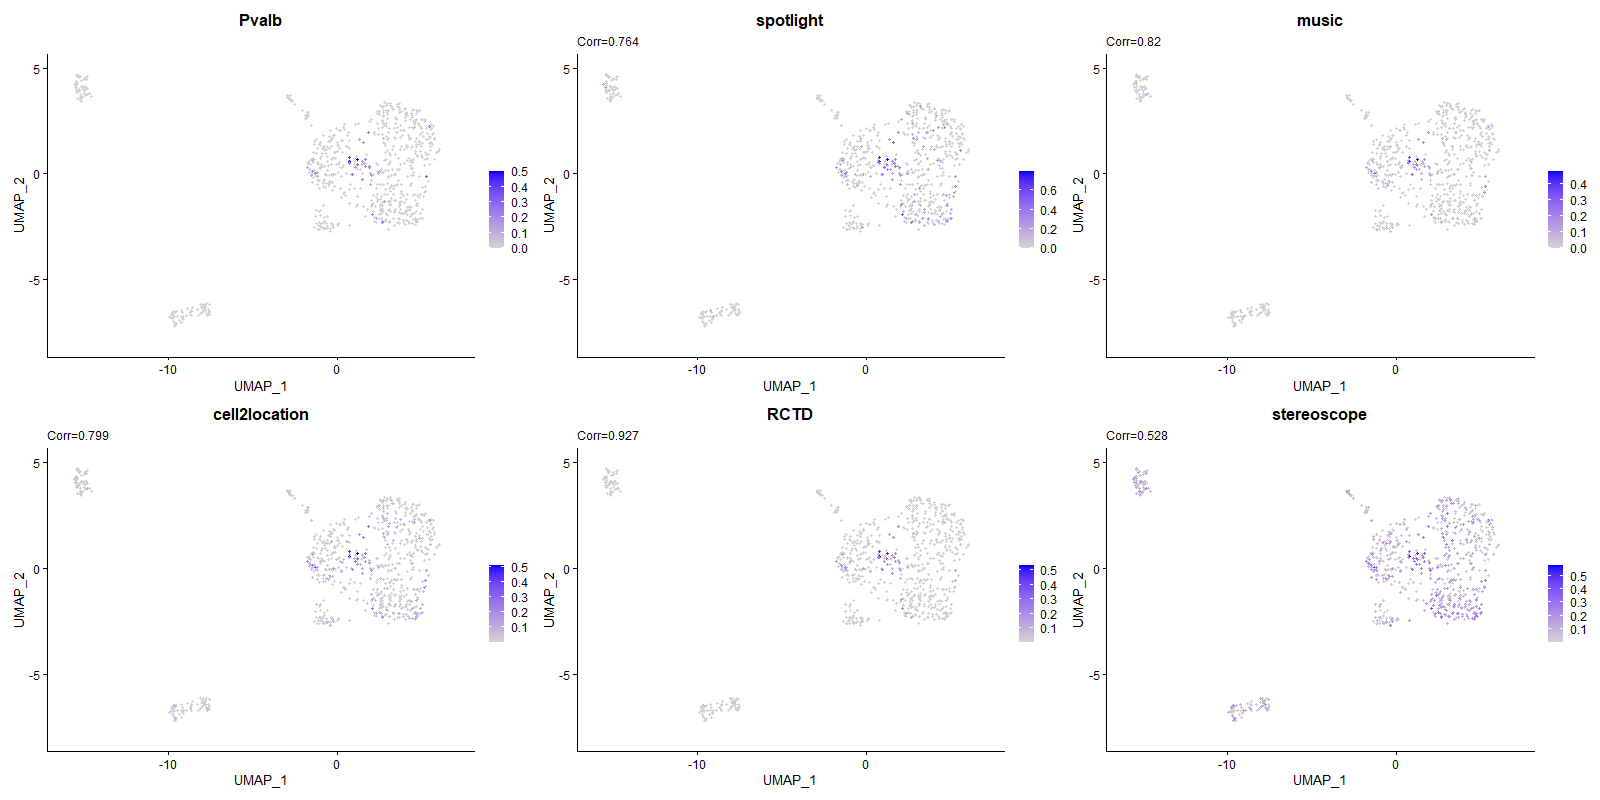 Pvalb
5
0
-5
-10
0
UMAP_1
UMAP_2
0.5
0.4
0.3
0.2
0.1
0.0
spotlight
Corr=0.764
5
0
-5
-10
0
UMAP_1
UMAP_2
0.6
0.4
0.2
0.0
music
Corr=0.82
5
0
-5
-10
0
UMAP_1
UMAP_2
0.4
0.3
0.2
0.1
0.0
cell2location
Corr=0.799
5
0
-5
-10
0
UMAP_1
UMAP_2
0.5
0.4
0.3
0.2
0.1
RCTD
Corr=0.927
5
0
-5
-10
0
UMAP_1
UMAP_2
0.5
0.4
0.3
0.2
0.1
stereoscope
Corr=0.528
5
0
-5
-10
0
UMAP_1
UMAP_2
0.5
0.4
0.3
0.2
0.1